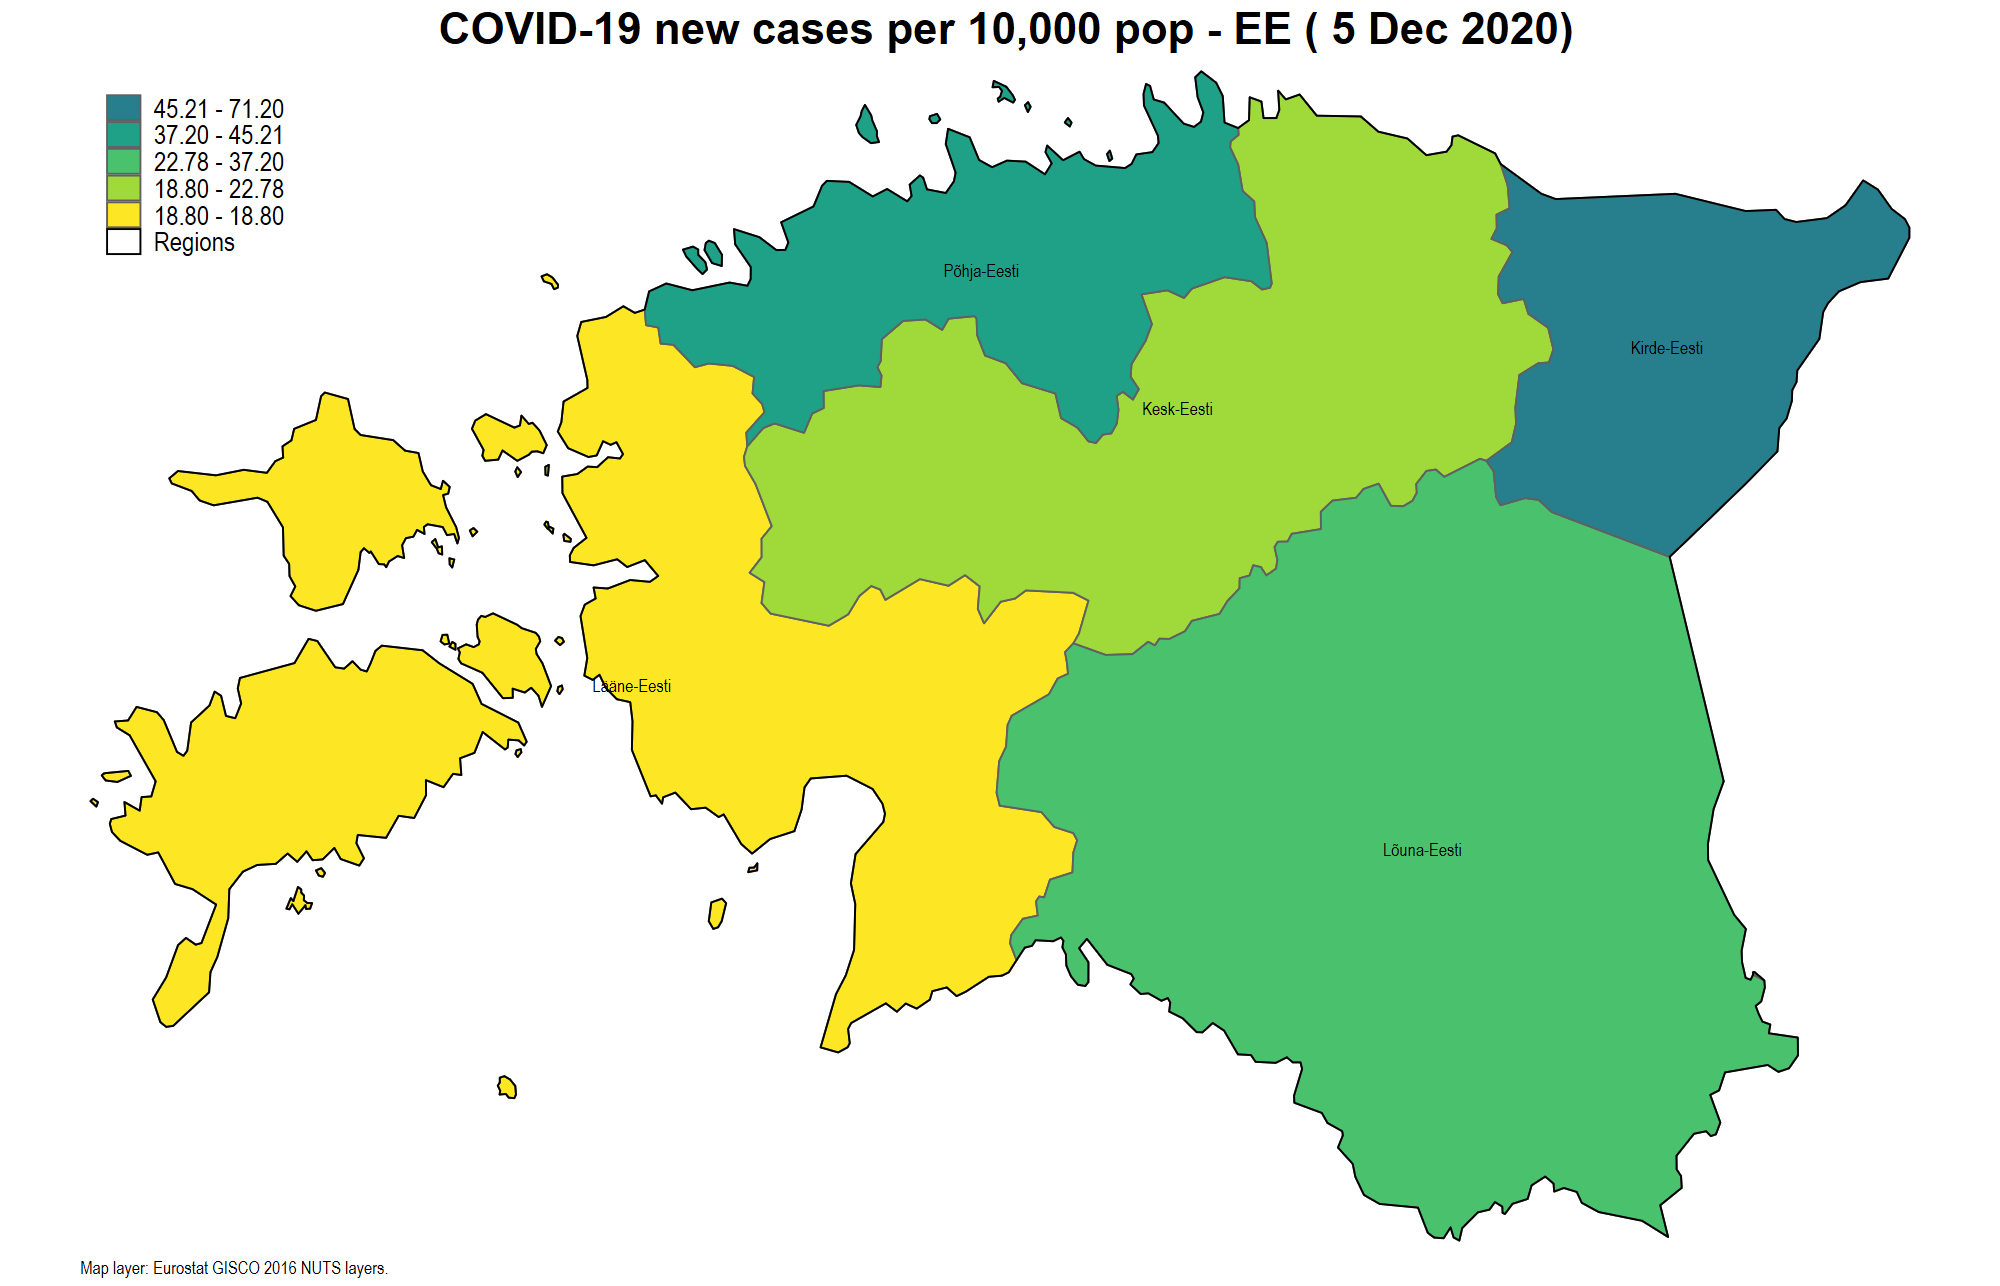 COVID-19 new cases per 10,000 pop - EE ( 5 Dec 2020)
45.21 - 71.20
37.20 - 45.21
22.78 - 37.20
18.80 - 22.78
18.80 - 18.80
Regions
Põhja-Eesti
Kirde-Eesti
Kesk-Eesti
Lääne-Eesti
Lõuna-Eesti
Map layer: Eurostat GISCO 2016 NUTS layers.